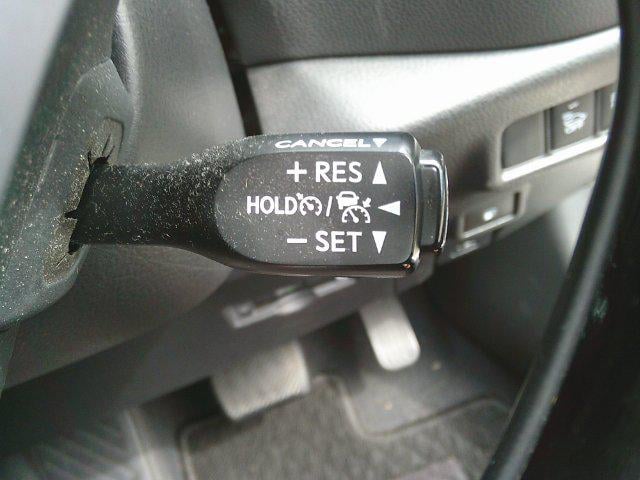 CANCEL
+ RES
HOLD /
− SET